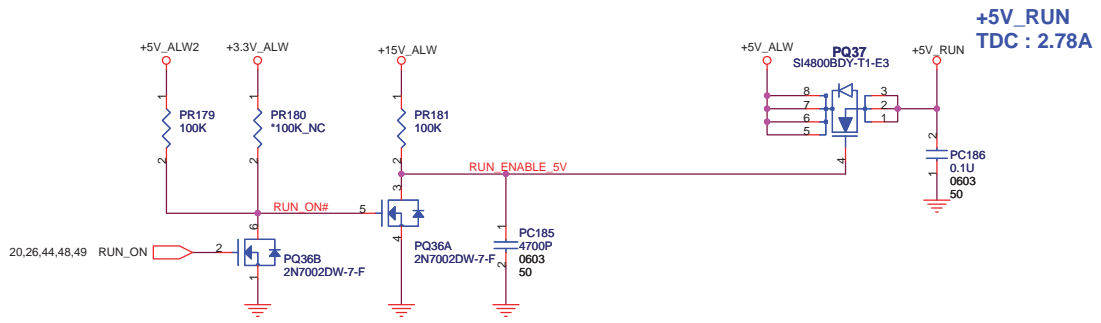 +5V_RUN
TDC : 2.78A
+5V_ALW2
+3.3V_ALW
+15V_ALW
+5V_ALW
PQ37
SI4800BDY-T1-E3
+5V_RUN
1
PR179
100K
2
1
PR180
*100K_NC
2
1
PR181
100K
2
8
7
6
5
3
2
1
4
RUN_ENABLE_5V
2
PC186
0.1U
0603
50
1
RUN_ON#
5
3
4
PQ36A
2N7002DW-7-F
1
PC185
4700P
0603
50
2
20,26,44,48,49 RUN_ON
2
6
1
PQ36B
2N7002DW-7-F